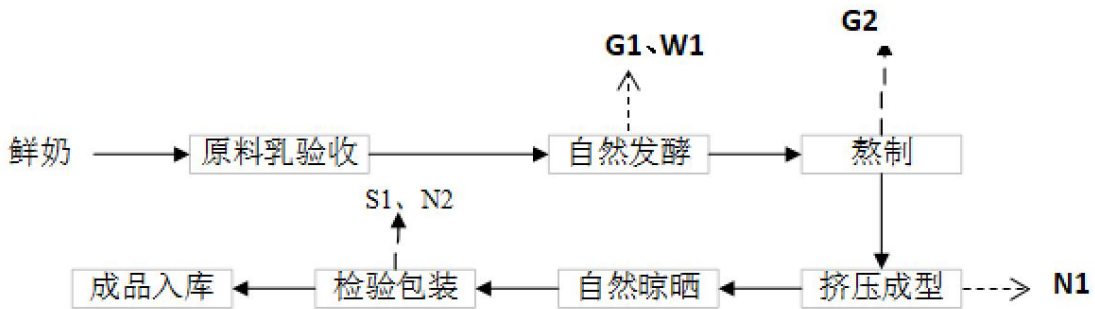 G2
G1、W1
鲜奶
原料乳验收
自然发酵
熬制
S1、N2
成品入库
检验包装
自然晾晒
挤压成型
N1